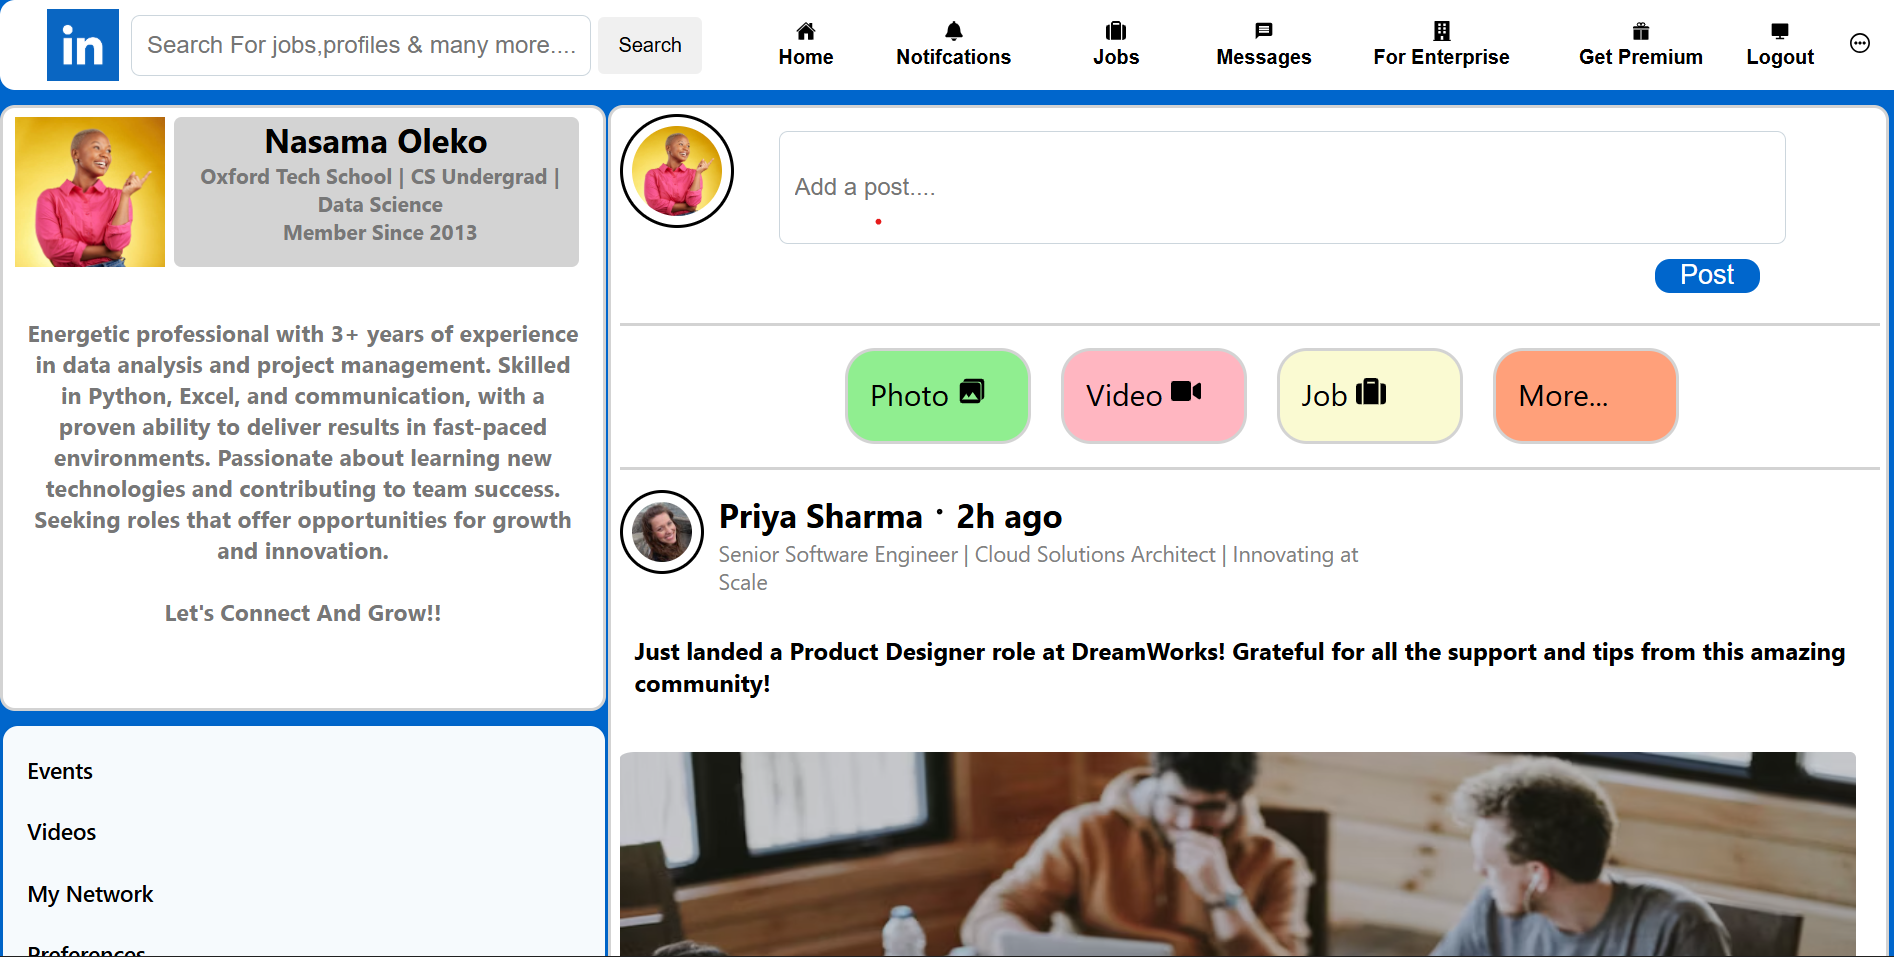 in
Search For jobs,profiles & many more....
Search
Home
Notifcations
Jobs
Messages
For Enterprise
Get Premium
Logout
Nasama Oleko
Oxford Tech School | CS Undergrad |
Data Science
Member Since 2013
Energetic professional with 3+ years of experience
in data analysis and project management. Skilled
in Python, Excel, and communication, with a
proven ability to deliver results in fast-paced
environments. Passionate about learning new
technologies and contributing to team success.
Seeking roles that offer opportunities for growth
and innovation.
Let's Connect And Grow!!
Events
Videos
My Network
Preferences
Add a post....
Post
Photo
Video
Job
More...
Priya Sharma · 2h ago
Senior Software Engineer | Cloud Solutions Architect | Innovating at
Scale
Just landed a Product Designer role at DreamWorks! Grateful for all the support and tips from this amazing
community!